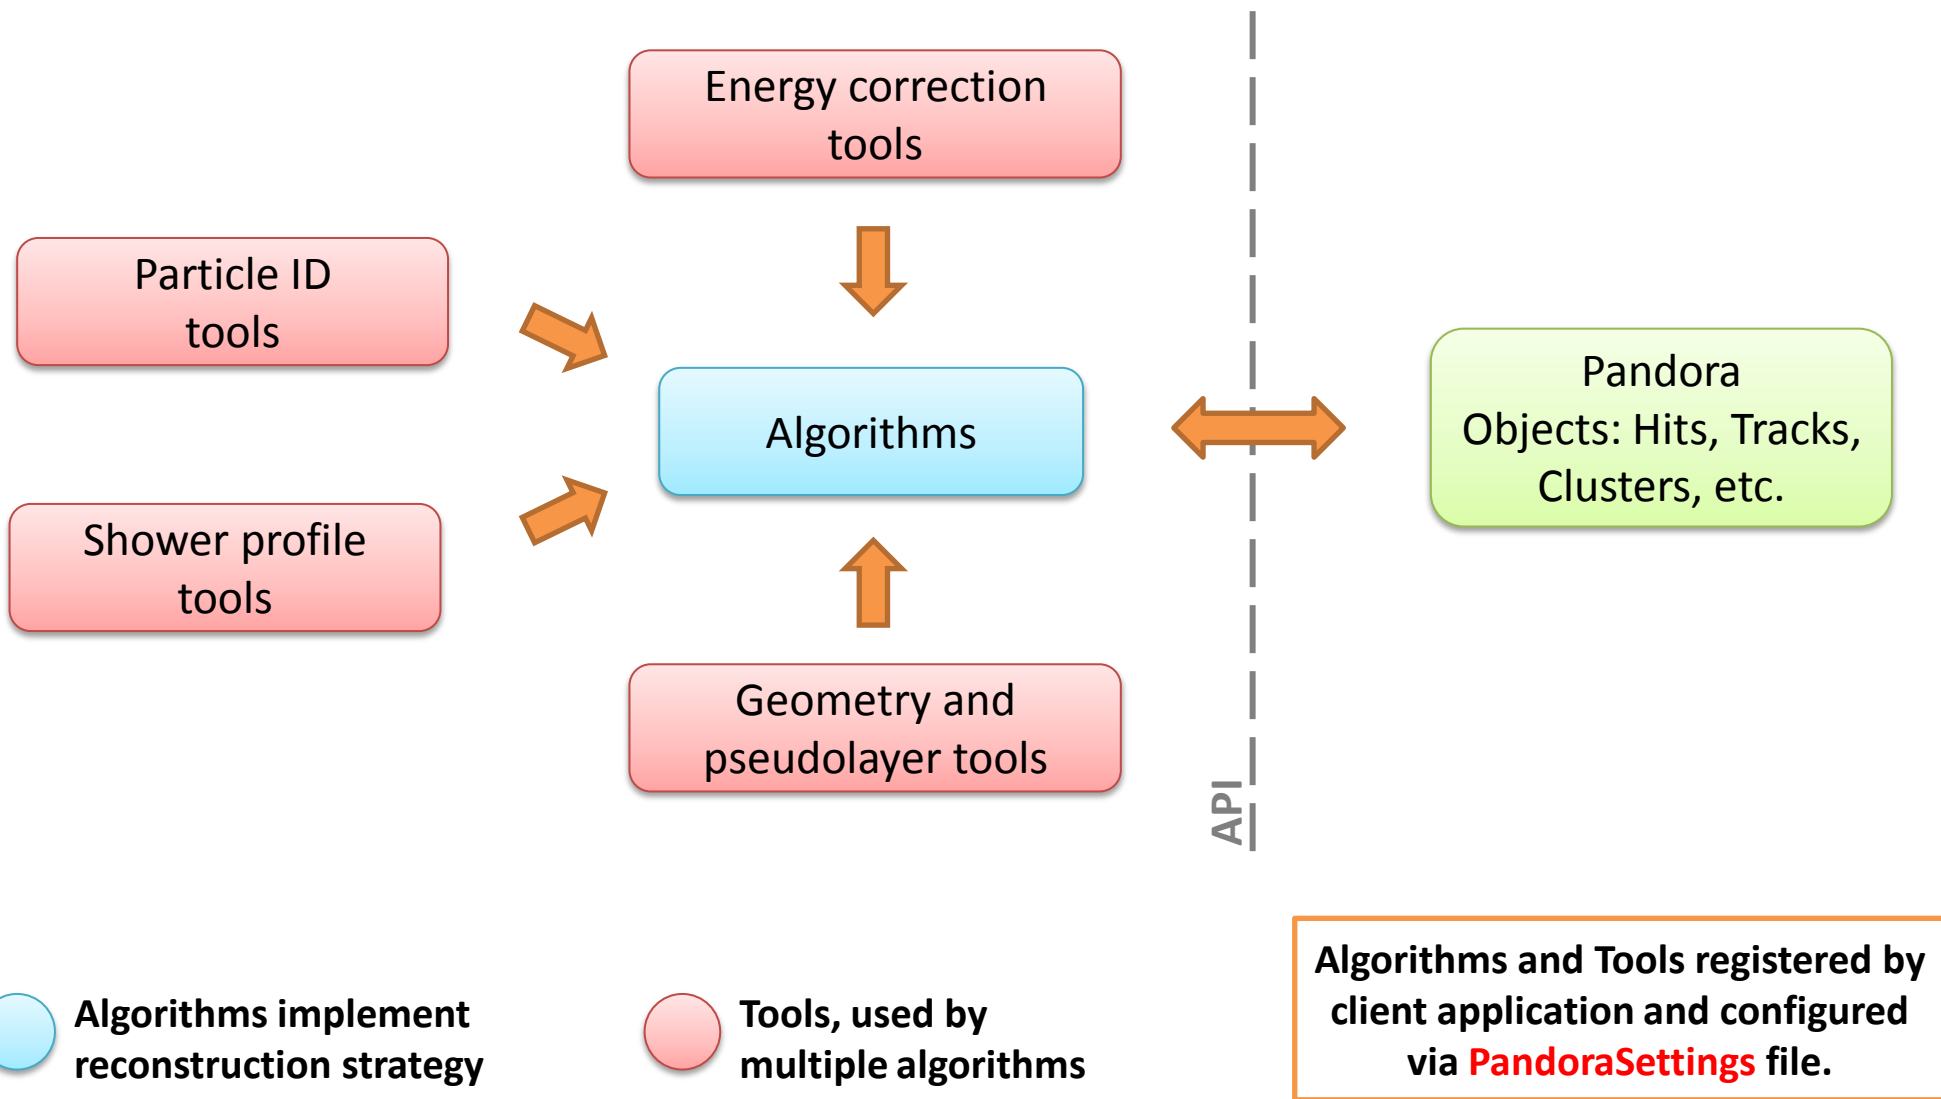 Energy correction
tools
Particle ID
tools
Algorithms
Pandora
Objects: Hits, Tracks,
Clusters, etc.
Shower profile
tools
Geometry and
pseudolayer tools
API
Algorithms implement
reconstruction strategy
Tools, used by
multiple algorithms
Algorithms and Tools registered by
client application and configured
via PandoraSettings file.